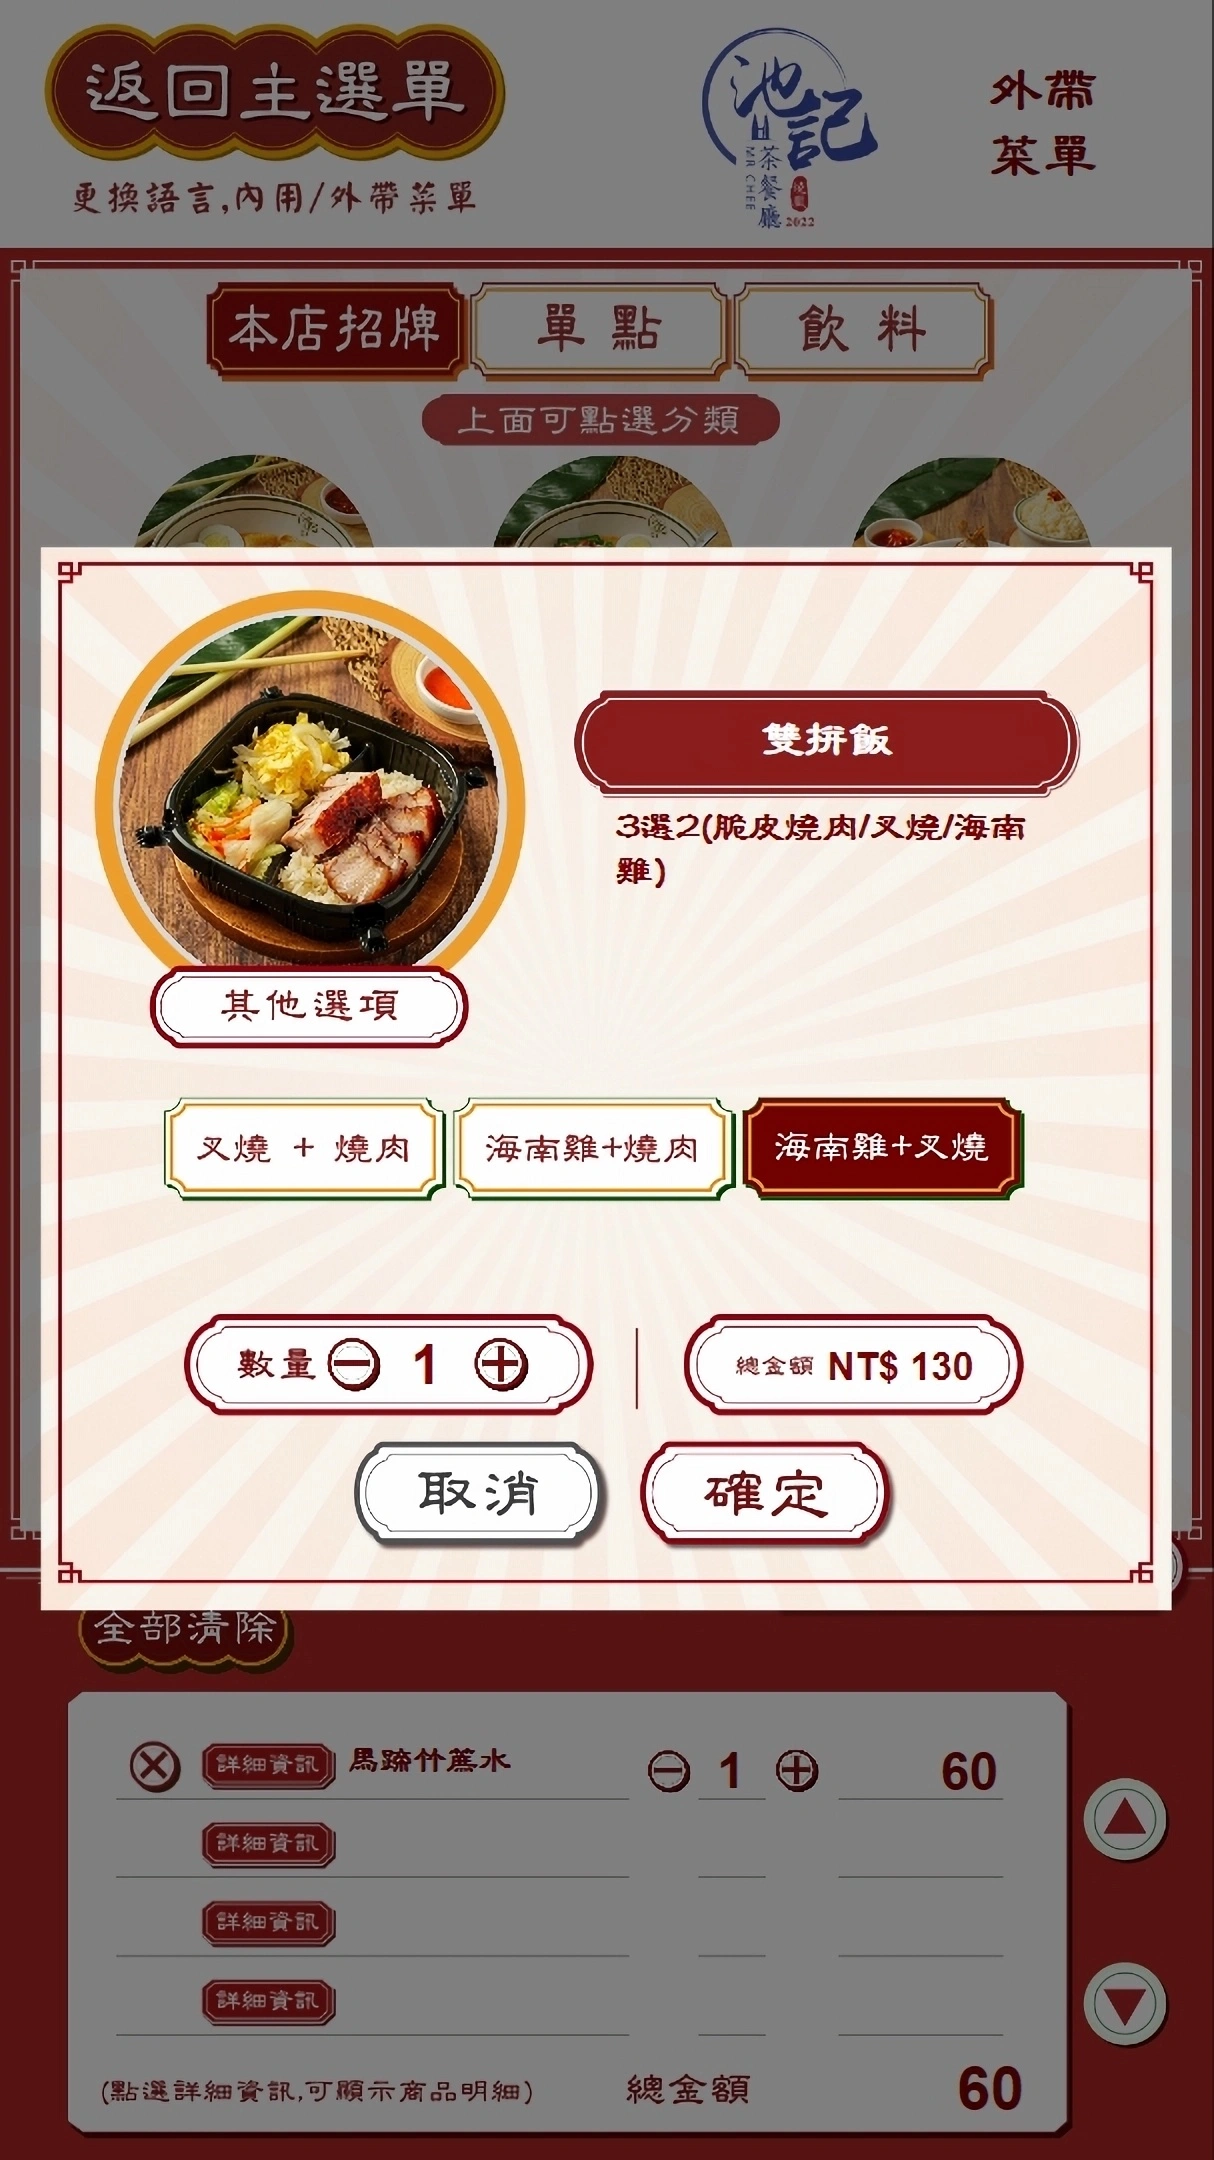 返回主選單
更換語言,內用/外帶菜單
池記
茶餐廳
MR CHEF
2022
外帶
菜單
本店招牌
單點
飲料
上面可點選分類
雙拼飯
3選2(脆皮燒肉/叉燒/海南
雞)
其他選項
叉燒 + 燒肉
海南雞+燒肉
海南雞+叉燒
數量 1
總金額 NT$ 130
取消
確定
全部清除
詳細資訊 馬蹄竹蔗水 1 60
詳細資訊
詳細資訊
詳細資訊
(點選詳細資訊,可顯示商品明細) 總金額 60